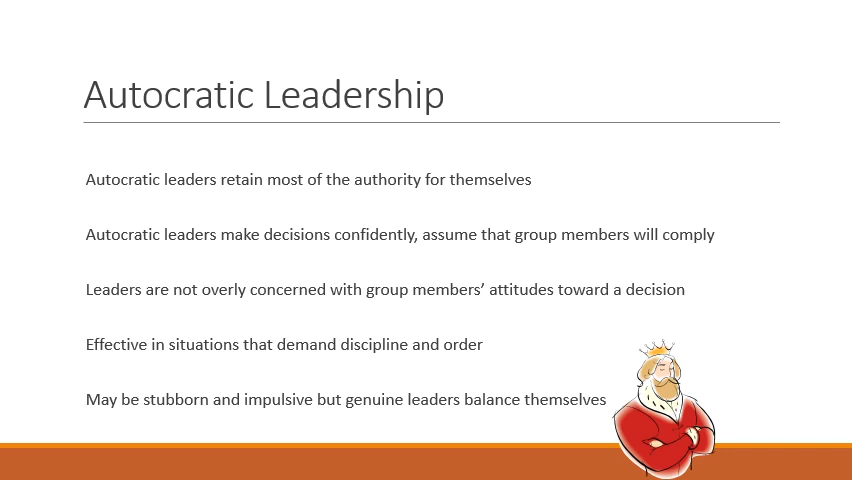 Autocratic Leadership
Autocratic leaders retain most of the authority for themselves
Autocratic leaders make decisions confidently, assume that group members will comply
Leaders are not overly concerned with group members’ attitudes toward a decision
Effective in situations that demand discipline and order
May be stubborn and impulsive but genuine leaders balance themselves